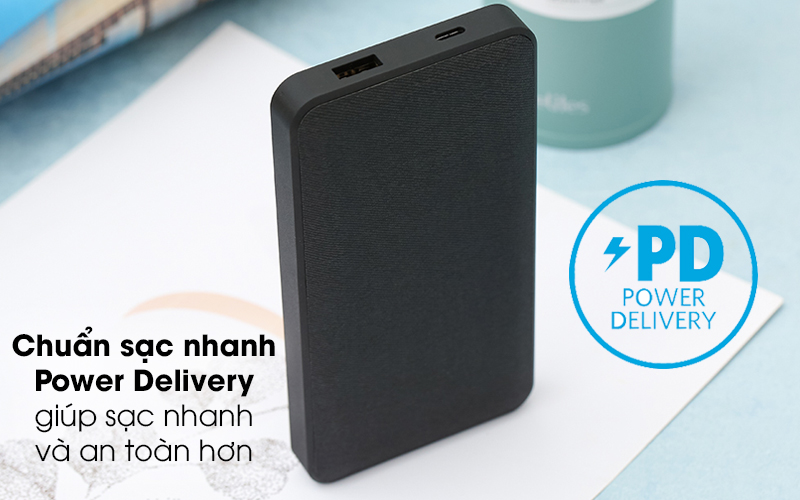 Chuẩn sạc nhanh
Power Delivery
giúp sạc nhanh
và an toàn hơn
PD
POWER
DELIVERY